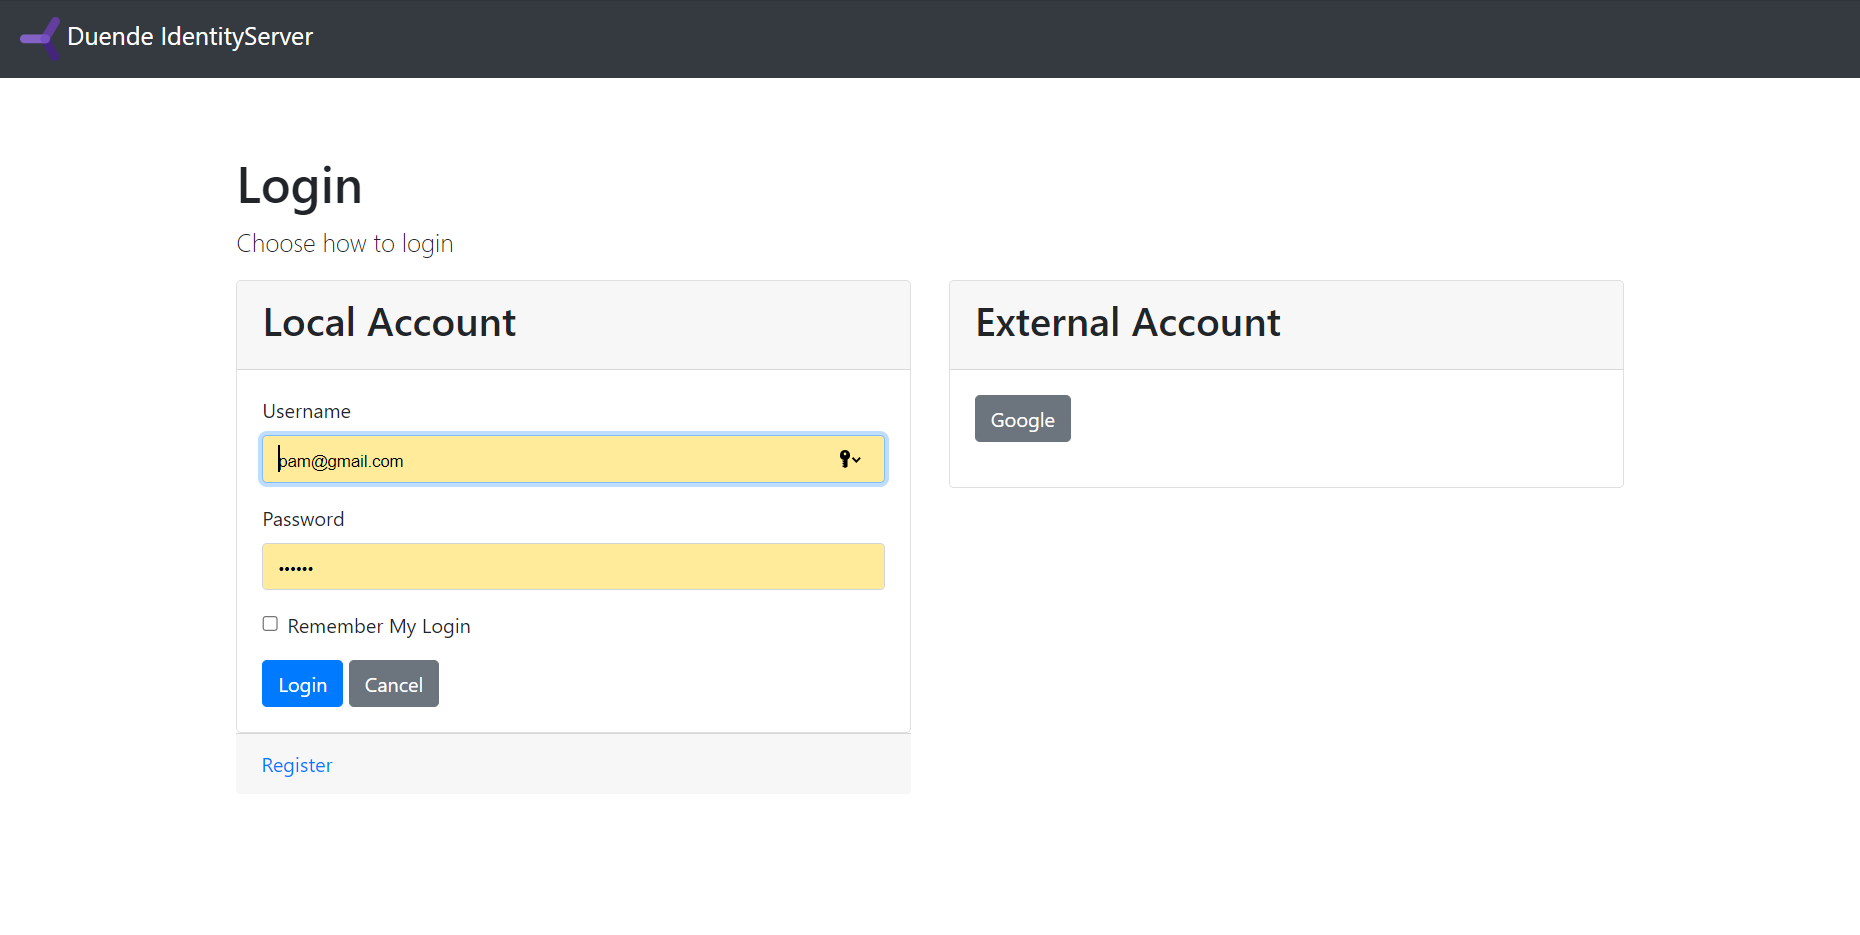 Duende IdentityServer
Login
Choose how to login
Local Account
Username
pam@gmail.com
Password
••••••
Remember My Login
Login
Cancel
Register
External Account
Google